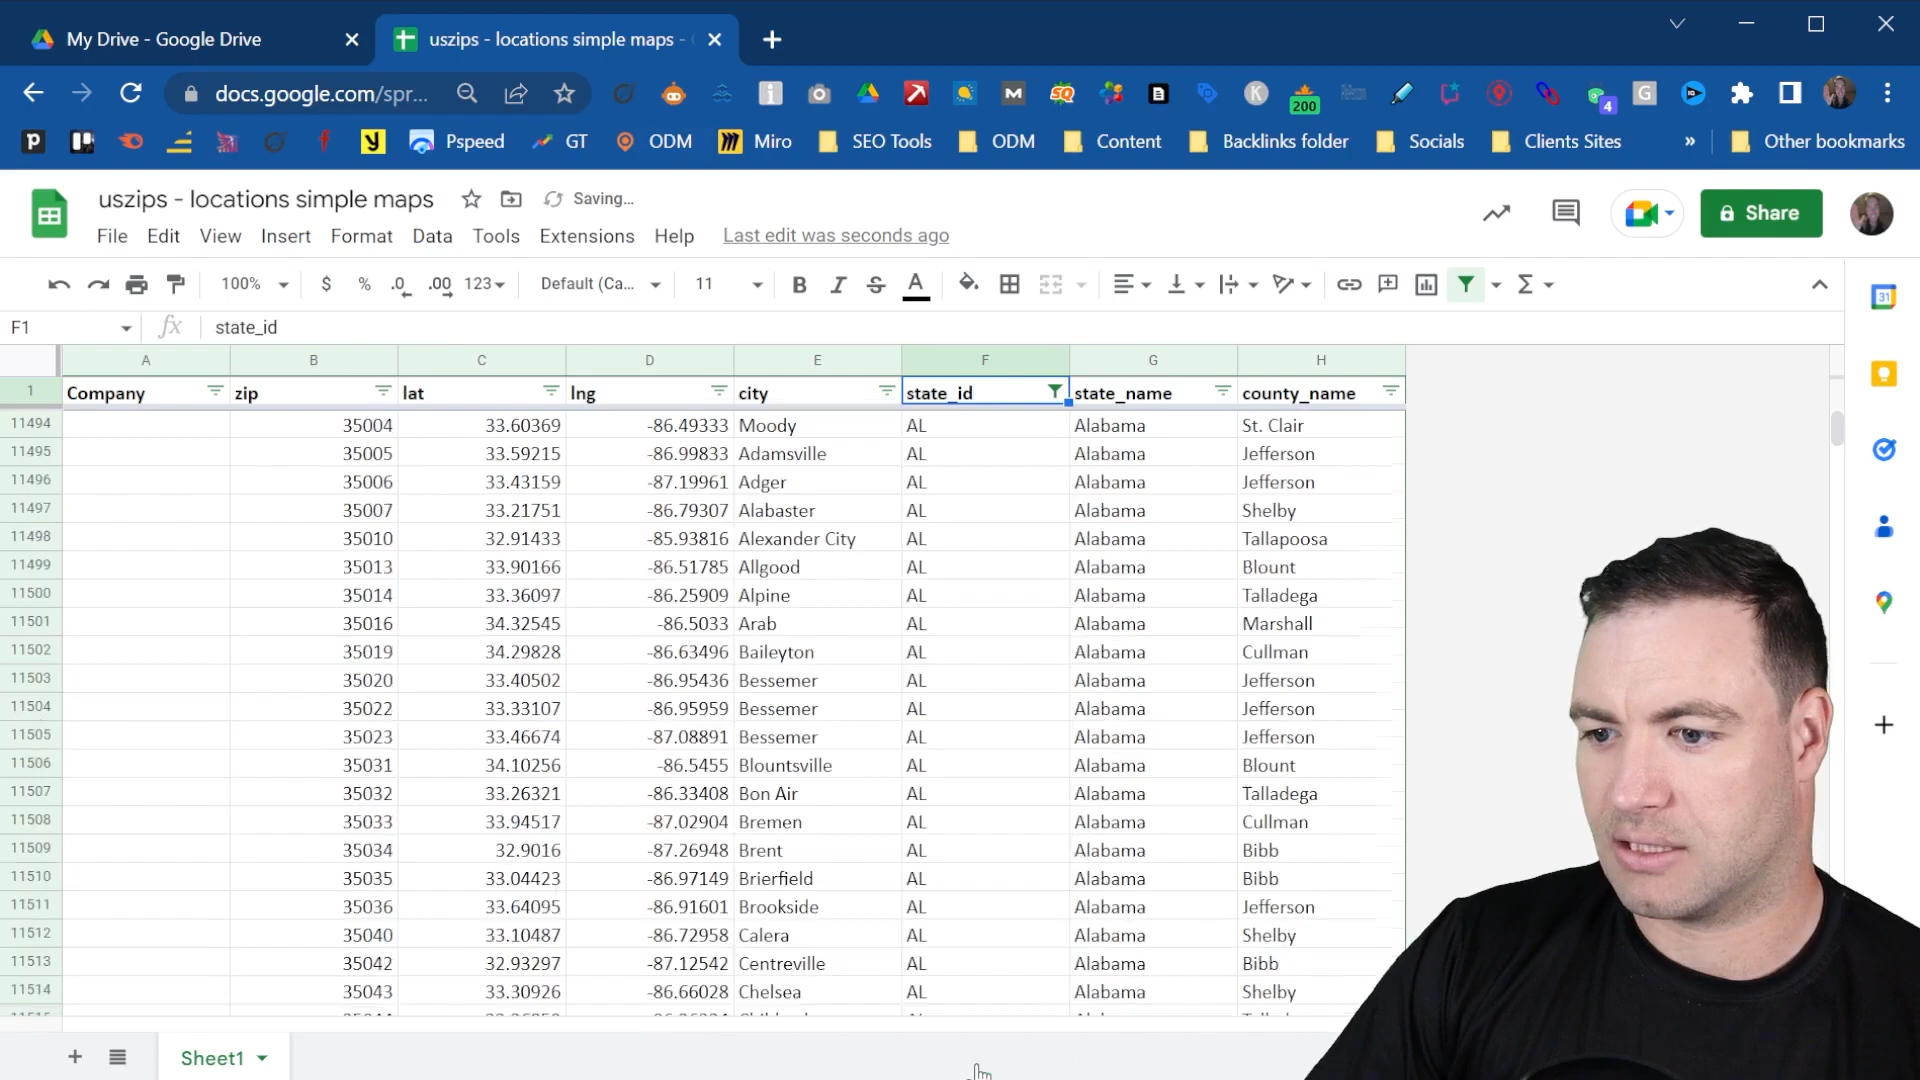 My Drive - Google Drive
uszips - locations simple maps -
docs.google.com/spr...
200
4
Pspeed
GT
ODM
Miro
SEO Tools
ODM
Content
Backlinks folder
Socials
Clients Sites
»
Other bookmarks
uszips - locations simple maps
Saving...
Share
File Edit View Insert Format Data Tools Extensions Help
Last edit was seconds ago
100% $ % .0 .00 123 Default (Ca... 11 B I S A Σ
F1 fx state_id
A B C D E F G H
1 Company zip lat lng city state_id state_name county_name
11494 35004 33.60369 -86.49333 Moody AL Alabama St. Clair
11495 35005 33.59215 -86.99833 Adamsville AL Alabama Jefferson
11496 35006 33.43159 -87.19961 Adger AL Alabama Jefferson
11497 35007 33.21751 -86.79307 Alabaster AL Alabama Shelby
11498 35010 32.91433 -85.93816 Alexander City AL Alabama Tallapoosa
11499 35013 33.90166 -86.51785 Allgood AL Alabama Blount
11500 35014 33.36097 -86.25909 Alpine AL Alabama Talladega
11501 35016 34.32545 -86.5033 Arab AL Alabama Marshall
11502 35019 34.29828 -86.63496 Baileyton AL Alabama Cullman
11503 35020 33.40502 -86.95436 Bessemer AL Alabama Jefferson
11504 35022 33.33107 -86.95959 Bessemer AL Alabama Jefferson
11505 35023 33.46674 -87.08891 Bessemer AL Alabama Jefferson
11506 35031 34.10256 -86.5455 Blountsville AL Alabama Blount
11507 35032 33.26321 -86.33408 Bon Air AL Alabama Talladega
11508 35033 33.94517 -87.02904 Bremen AL Alabama Cullman
11509 35034 32.9016 -87.26948 Brent AL Alabama Bibb
11510 35035 33.04423 -86.97149 Brierfield AL Alabama Bibb
11511 35036 33.64095 -86.91601 Brookside AL Alabama Jefferson
11512 35040 33.10487 -86.72958 Calera AL Alabama Shelby
11513 35042 32.93297 -87.12542 Centreville AL Alabama Bibb
11514 35043 33.30926 -86.66028 Chelsea AL Alabama Shelby
Sheet1